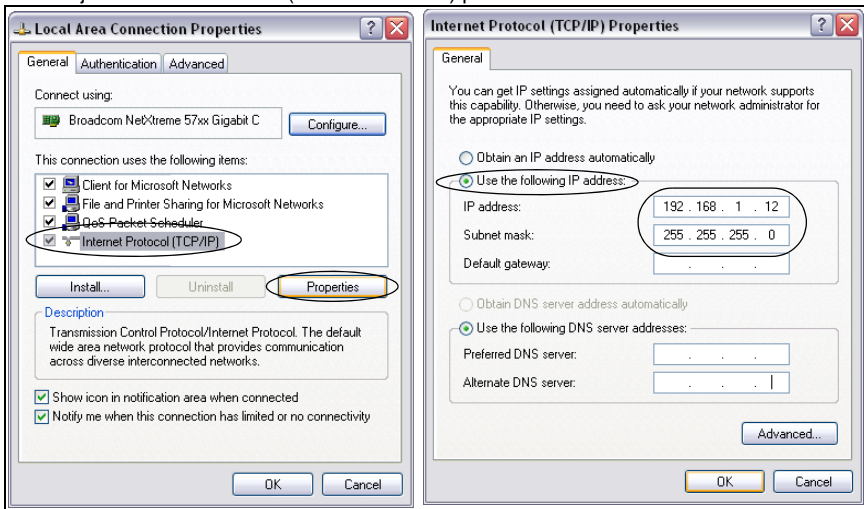 Local Area Connection Properties
General Authentication Advanced
Connect using:
Broadcom NetXtreme 57xx Gigabit C
Configure...
This connection uses the following items:
Client for Microsoft Networks
File and Printer Sharing for Microsoft Networks
QoS Packet Scheduler
Internet Protocol (TCP/IP)
Install... Uninstall Properties
Description
Transmission Control Protocol/Internet Protocol. The default
wide area network protocol that provides communication
across diverse interconnected networks.
Show icon in notification area when connected
Notify me when this connection has limited or no connectivity
OK Cancel
Internet Protocol (TCP/IP) Properties
General
You can get IP settings assigned automatically if your network supports
this capability. Otherwise, you need to ask your network administrator for
the appropriate IP settings.
Obtain an IP address automatically
Use the following IP address:
IP address: 192 . 168 . 1 . 12
Subnet mask: 255 . 255 . 255 . 0
Default gateway: . . .
Obtain DNS server address automatically
Use the following DNS server addresses:
Preferred DNS server: . . .
Alternate DNS server: . . .
Advanced...
OK Cancel